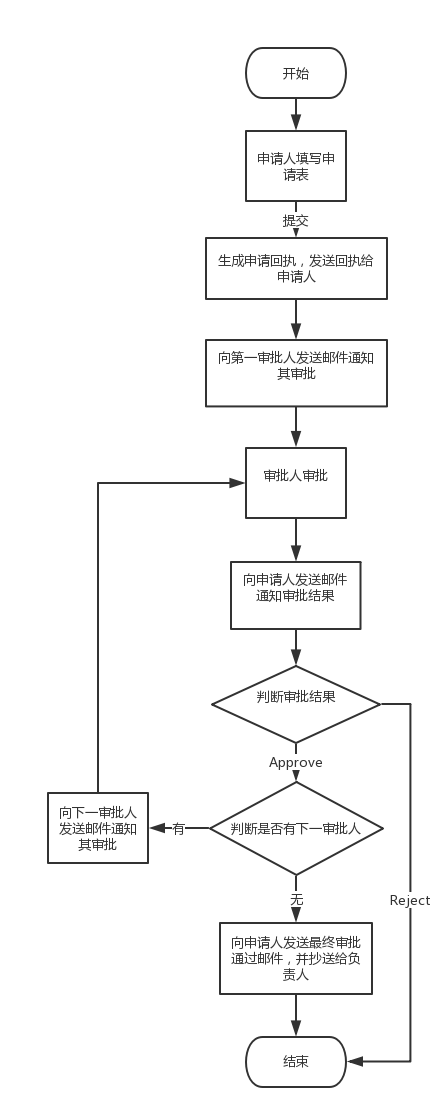 开始
申请人填写申
请表
提交
生成申请回执，发送回执给
申请人
向第一审批人发送邮件通知
其审批
审批人审批
向申请人发送邮件
通知审批结果
判断审批结果
Approve
向下一审批人
发送邮件通知
其审批
有
判断是否有下一审批人
无
Reject
向申请人发送最终审批
通过邮件，并抄送给负
责人
结束